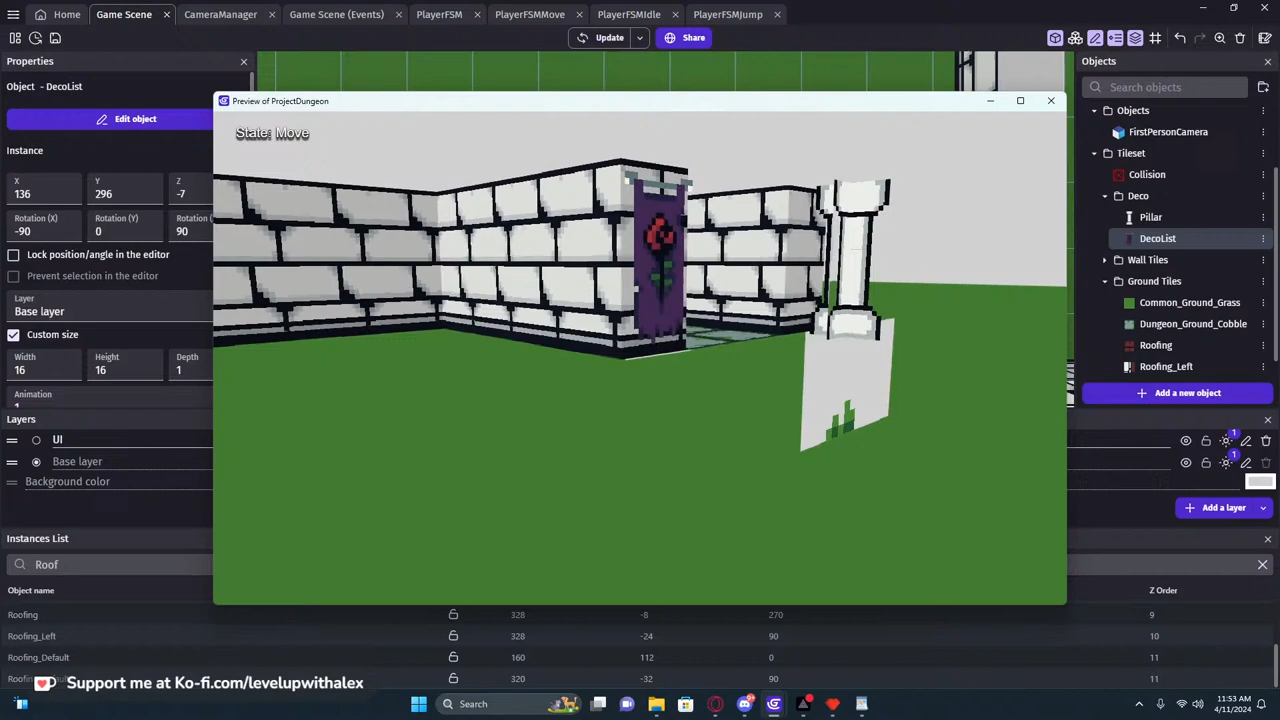 Home
Game Scene
CameraManager
Game Scene (Events)
PlayerFSM
PlayerFSMMove
PlayerFSMIdle
PlayerFSMJump
Update
Share
Properties
Object - DecoList
Edit object
Instance
X
136
Y
296
Z
-7
Rotation (X)
-90
Rotation (Y)
0
Rotation (
90
Lock position/angle in the editor
Prevent selection in the editor
Layer
Base layer
Custom size
Width
16
Height
16
Depth
1
Animation
Layers
UI
Base layer
Background color
Preview of ProjectDungeon
State: Move
Objects
Search objects
Objects
FirstPersonCamera
Tileset
Collision
Deco
Pillar
DecoList
Wall Tiles
Ground Tiles
Common_Ground_Grass
Dungeon_Ground_Cobble
Roofing
Roofing_Left
Add a new object
1
1
Add a layer
Instances List
Roof
Object name
Z Order
Roofing 328 -8 270 9
Roofing_Left 328 -24 90 10
Roofing_Default 160 112 0 11
320 -32 90 11
Support me at Ko-fi.com/levelupwithalex
Search
11:53 AM
4/11/2024